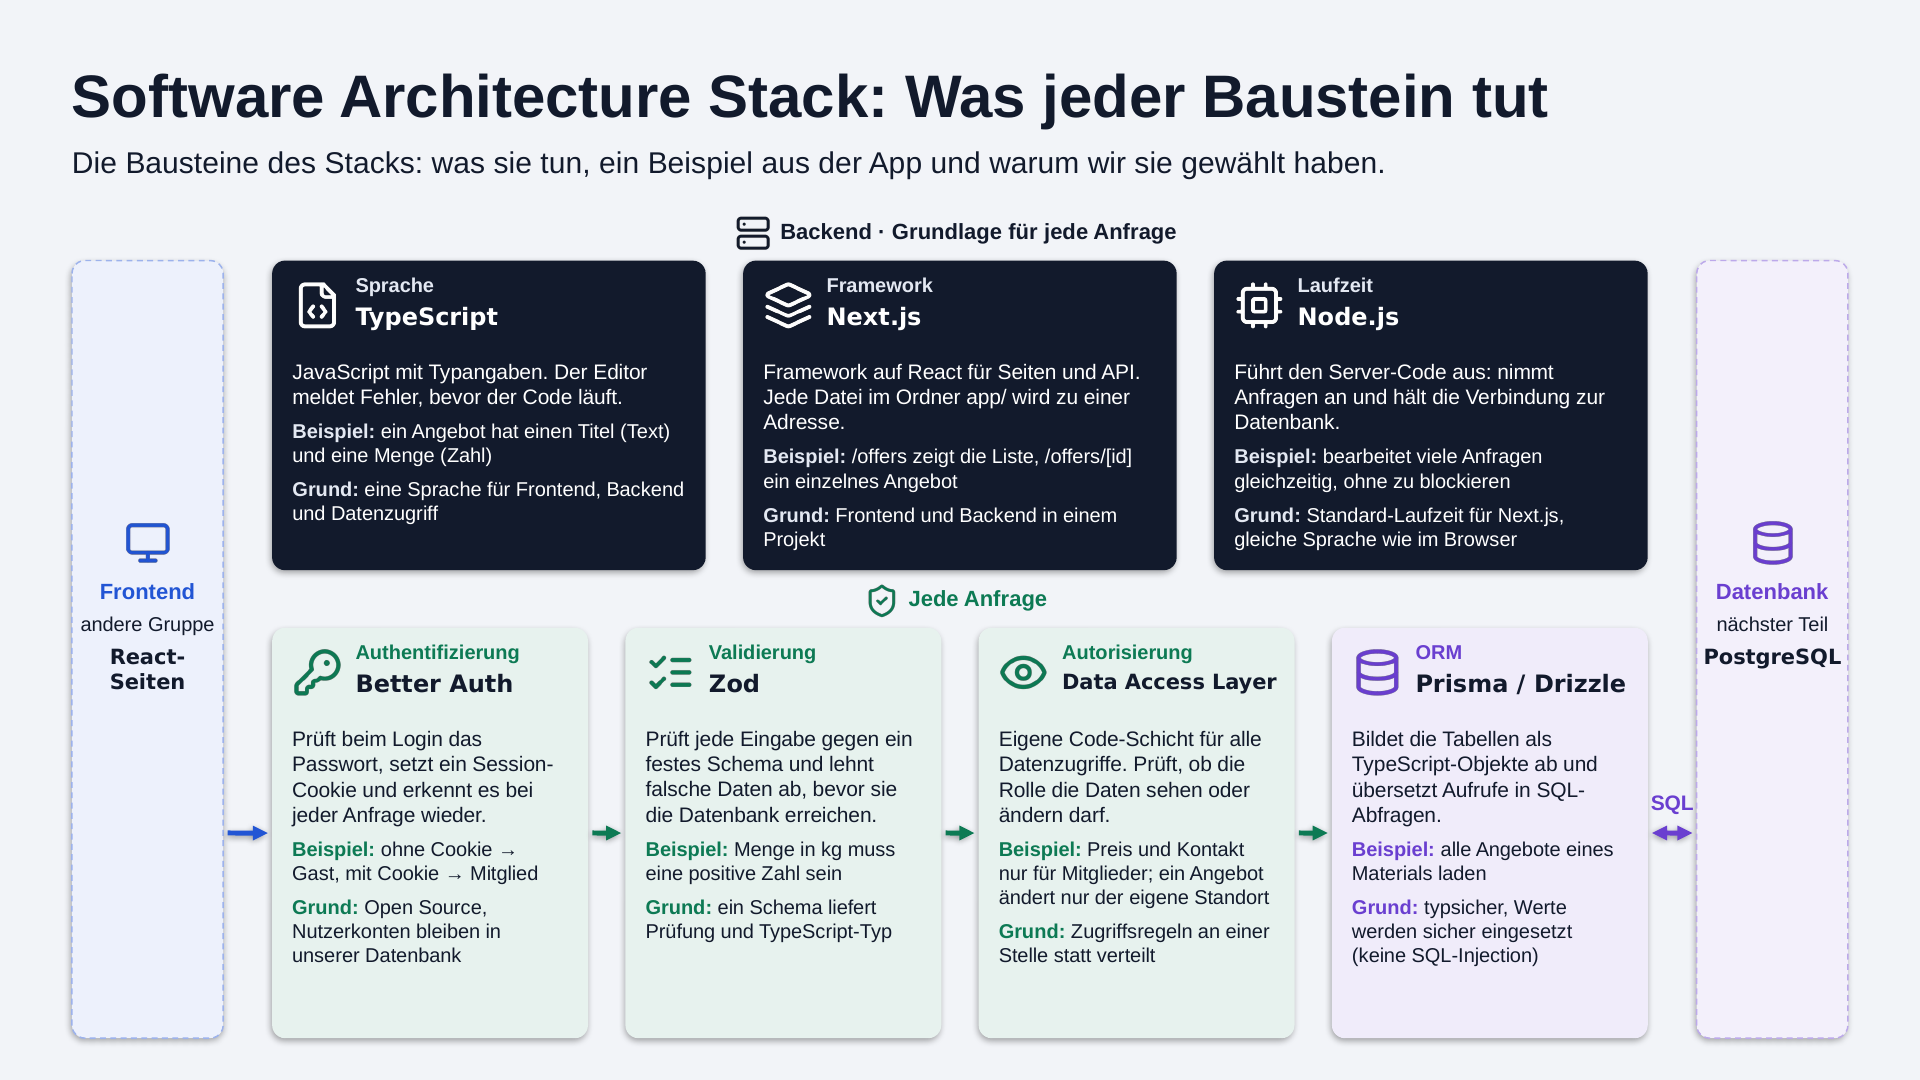 Software Architecture Stack: Was jeder Baustein tut
Die Bausteine des Stacks: was sie tun, ein Beispiel aus der App und warum wir sie gewählt haben.
Backend · Grundlage für jede Anfrage
Frontend
andere Gruppe
React-
Seiten
Sprache
TypeScript
JavaScript mit Typangaben. Der Editor
meldet Fehler, bevor der Code läuft.
Beispiel: ein Angebot hat einen Titel (Text)
und eine Menge (Zahl)
Grund: eine Sprache für Frontend, Backend
und Datenzugriff
Framework
Next.js
Framework auf React für Seiten und API.
Jede Datei im Ordner app/ wird zu einer
Adresse.
Beispiel: /offers zeigt die Liste, /offers/[id]
ein einzelnes Angebot
Grund: Frontend und Backend in einem
Projekt
Laufzeit
Node.js
Führt den Server-Code aus: nimmt
Anfragen an und hält die Verbindung zur
Datenbank.
Beispiel: bearbeitet viele Anfragen
gleichzeitig, ohne zu blockieren
Grund: Standard-Laufzeit für Next.js,
gleiche Sprache wie im Browser
Jede Anfrage
Authentifizierung
Better Auth
Prüft beim Login das
Passwort, setzt ein Session-
Cookie und erkennt es bei
jeder Anfrage wieder.
Beispiel: ohne Cookie →
Gast, mit Cookie → Mitglied
Grund: Open Source,
Nutzerkonten bleiben in
unserer Datenbank
Validierung
Zod
Prüft jede Eingabe gegen ein
festes Schema und lehnt
falsche Daten ab, bevor sie
die Datenbank erreichen.
Beispiel: Menge in kg muss
eine positive Zahl sein
Grund: ein Schema liefert
Prüfung und TypeScript-Typ
Autorisierung
Data Access Layer
Eigene Code-Schicht für alle
Datenzugriffe. Prüft, ob die
Rolle die Daten sehen oder
ändern darf.
Beispiel: Preis und Kontakt
nur für Mitglieder; ein Angebot
ändert nur der eigene Standort
Grund: Zugriffsregeln an einer
Stelle statt verteilt
ORM
Prisma / Drizzle
Bildet die Tabellen als
TypeScript-Objekte ab und
übersetzt Aufrufe in SQL-
Abfragen.
Beispiel: alle Angebote eines
Materials laden
Grund: typsicher, Werte
werden sicher eingesetzt
(keine SQL-Injection)
SQL
Datenbank
nächster Teil
PostgreSQL